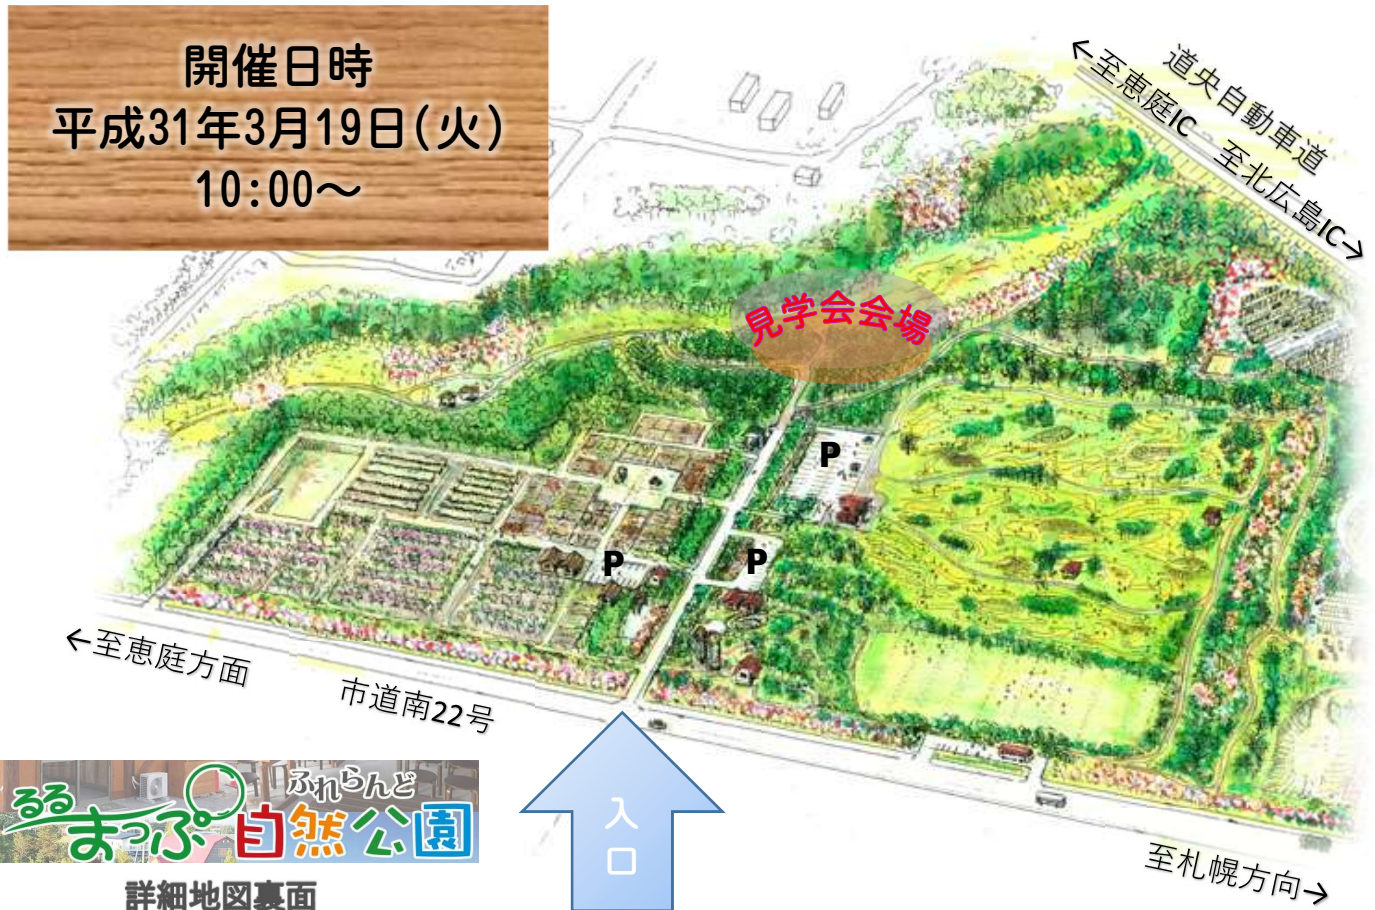 開催日時
平成31年3月19日(火)
10:00～
道央自動車道
←至恵庭IC 至北広島IC→
見学会会場
P
P
P
←至恵庭方面
市道南22号
入口
至札幌方向→
ふれらんど
るるまっぷ自然公園
詳細地図裏面